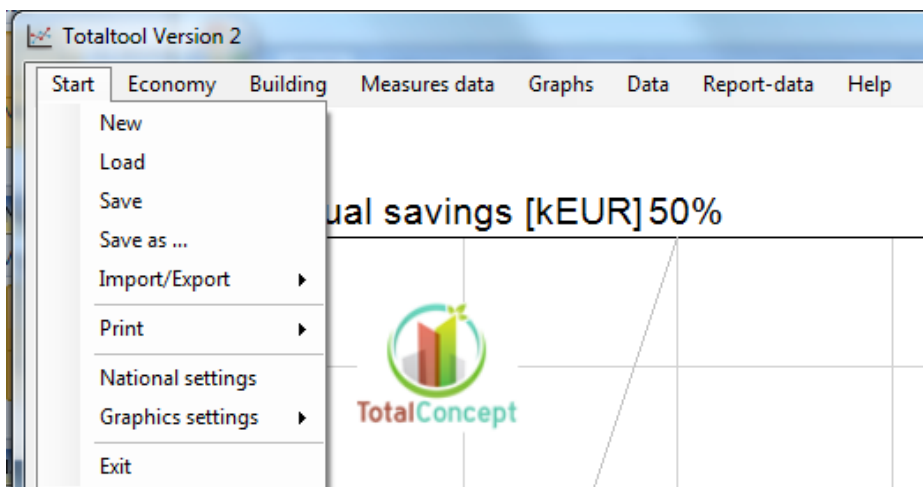 Totaltool Version 2
Start Economy Building Measures data Graphs Data Report-data Help
New
Load
Save
Save as ...
Import/Export
Print
National settings
Graphics settings
Exit
savings [kEUR] 50%
TotalConcept